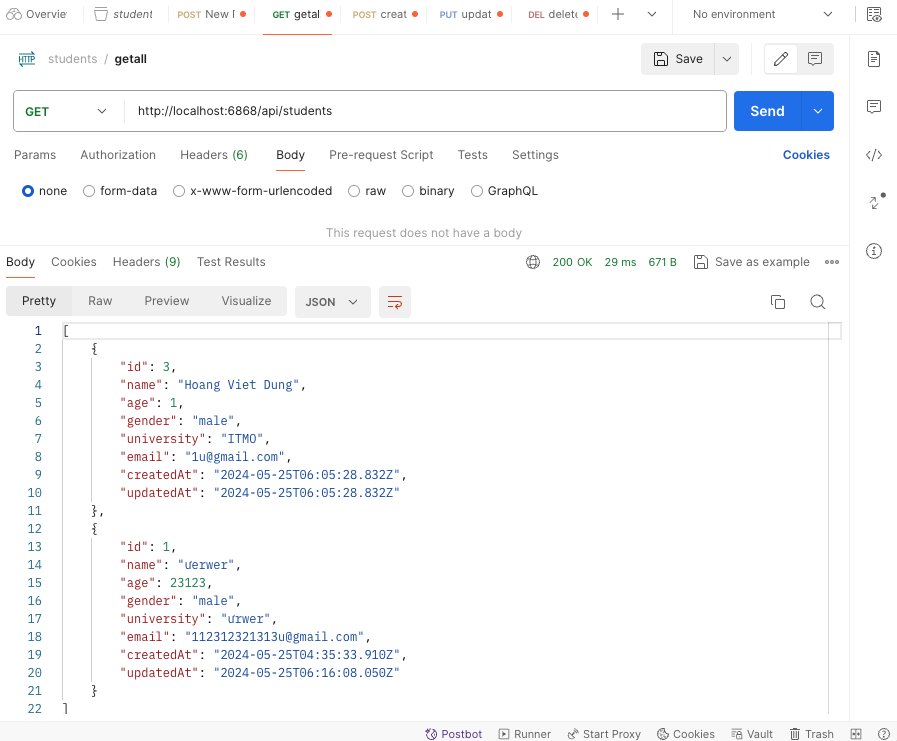 Overvie student POST New I GET getal POST creat PUT updat DEL delet No environment
HTTP students / getall Save
GET http://localhost:6868/api/students Send
Params Authorization Headers (6) Body Pre-request Script Tests Settings Cookies
none form-data x-www-form-urlencoded raw binary GraphQL
This request does not have a body
Body Cookies Headers (9) Test Results 200 OK 29 ms 671 B Save as example
Pretty Raw Preview Visualize JSON
1 [
2 {
3 "id": 3,
4 "name": "Hoang Viet Dung",
5 "age": 1,
6 "gender": "male",
7 "university": "ITMO",
8 "email": "1u@gmail.com",
9 "createdAt": "2024-05-25T06:05:28.832Z",
10 "updatedAt": "2024-05-25T06:05:28.832Z"
11 },
12 {
13 "id": 1,
14 "name": "ưerwer",
15 "age": 23123,
16 "gender": "male",
17 "university": "ưrwer",
18 "email": "112312321313u@gmail.com",
19 "createdAt": "2024-05-25T04:35:33.910Z",
20 "updatedAt": "2024-05-25T06:16:08.050Z"
21 }
22 ]
Postbot Runner Start Proxy Cookies Vault Trash